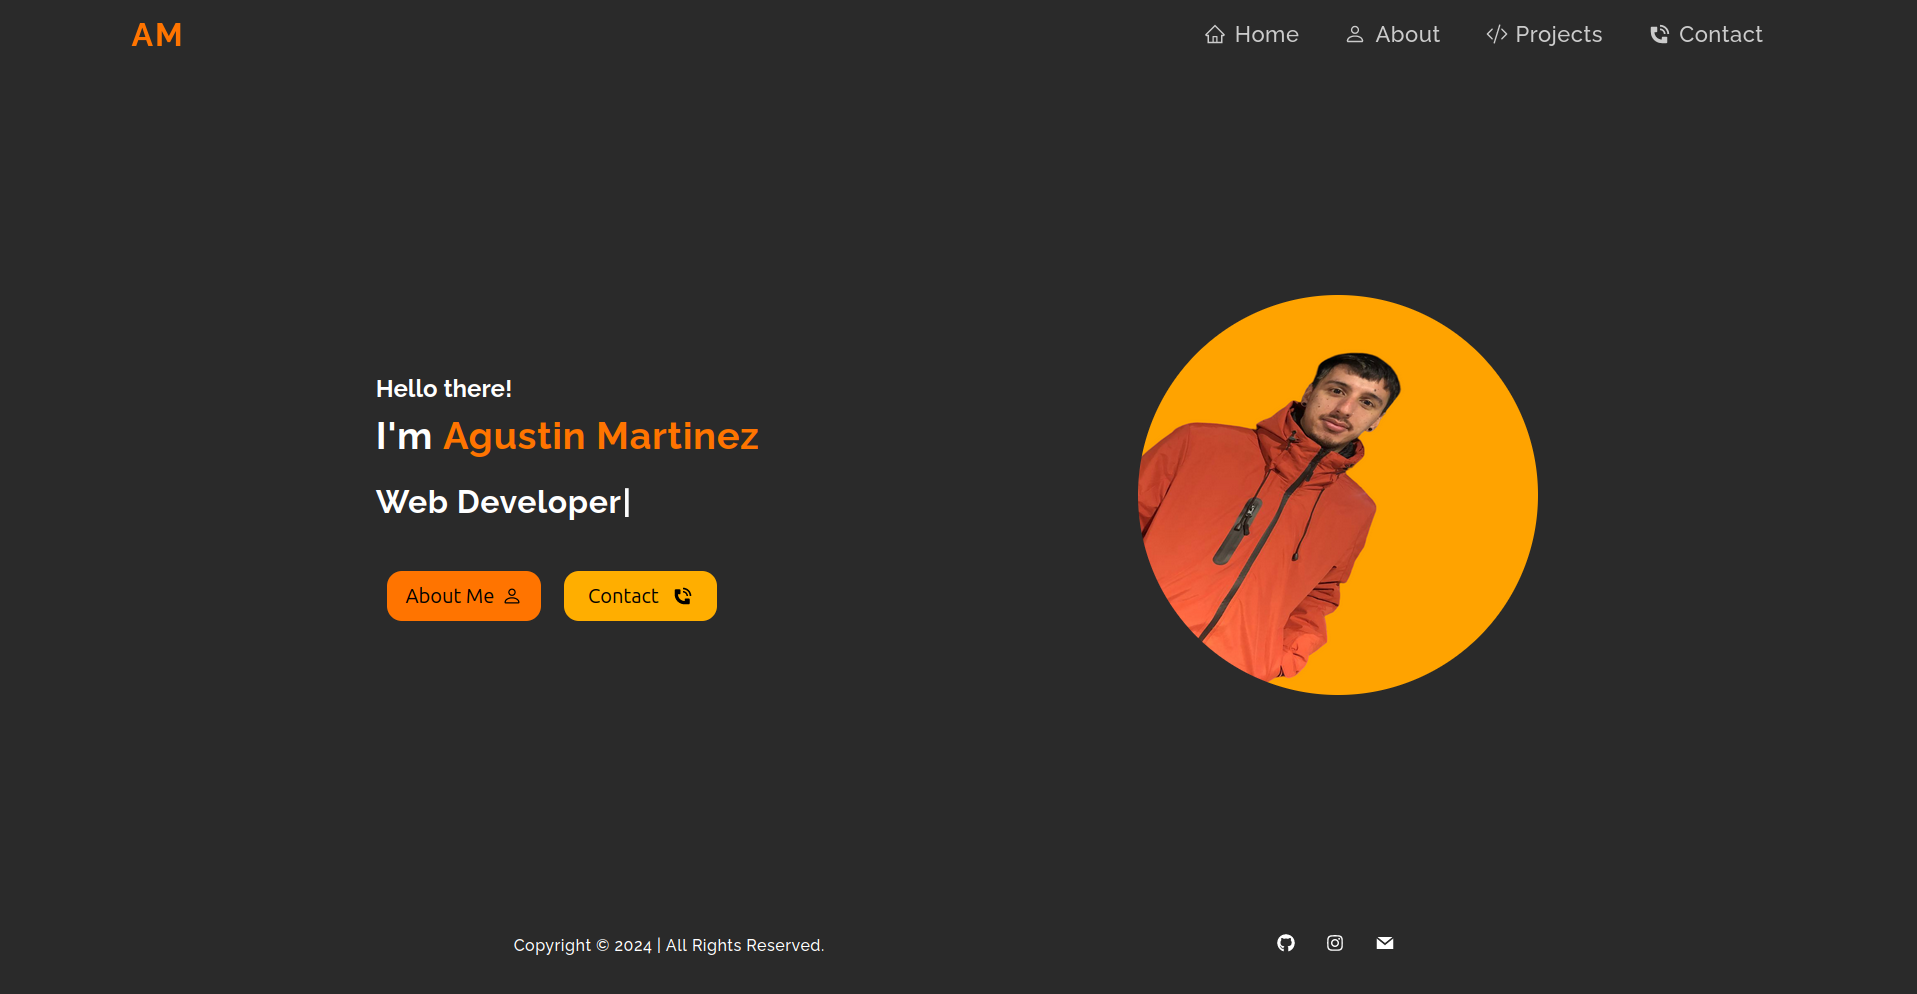 AM
Home About Projects Contact
Hello there!
I'm Agustin Martinez
Web Developer|
About Me Contact
Copyright © 2024 | All Rights Reserved.